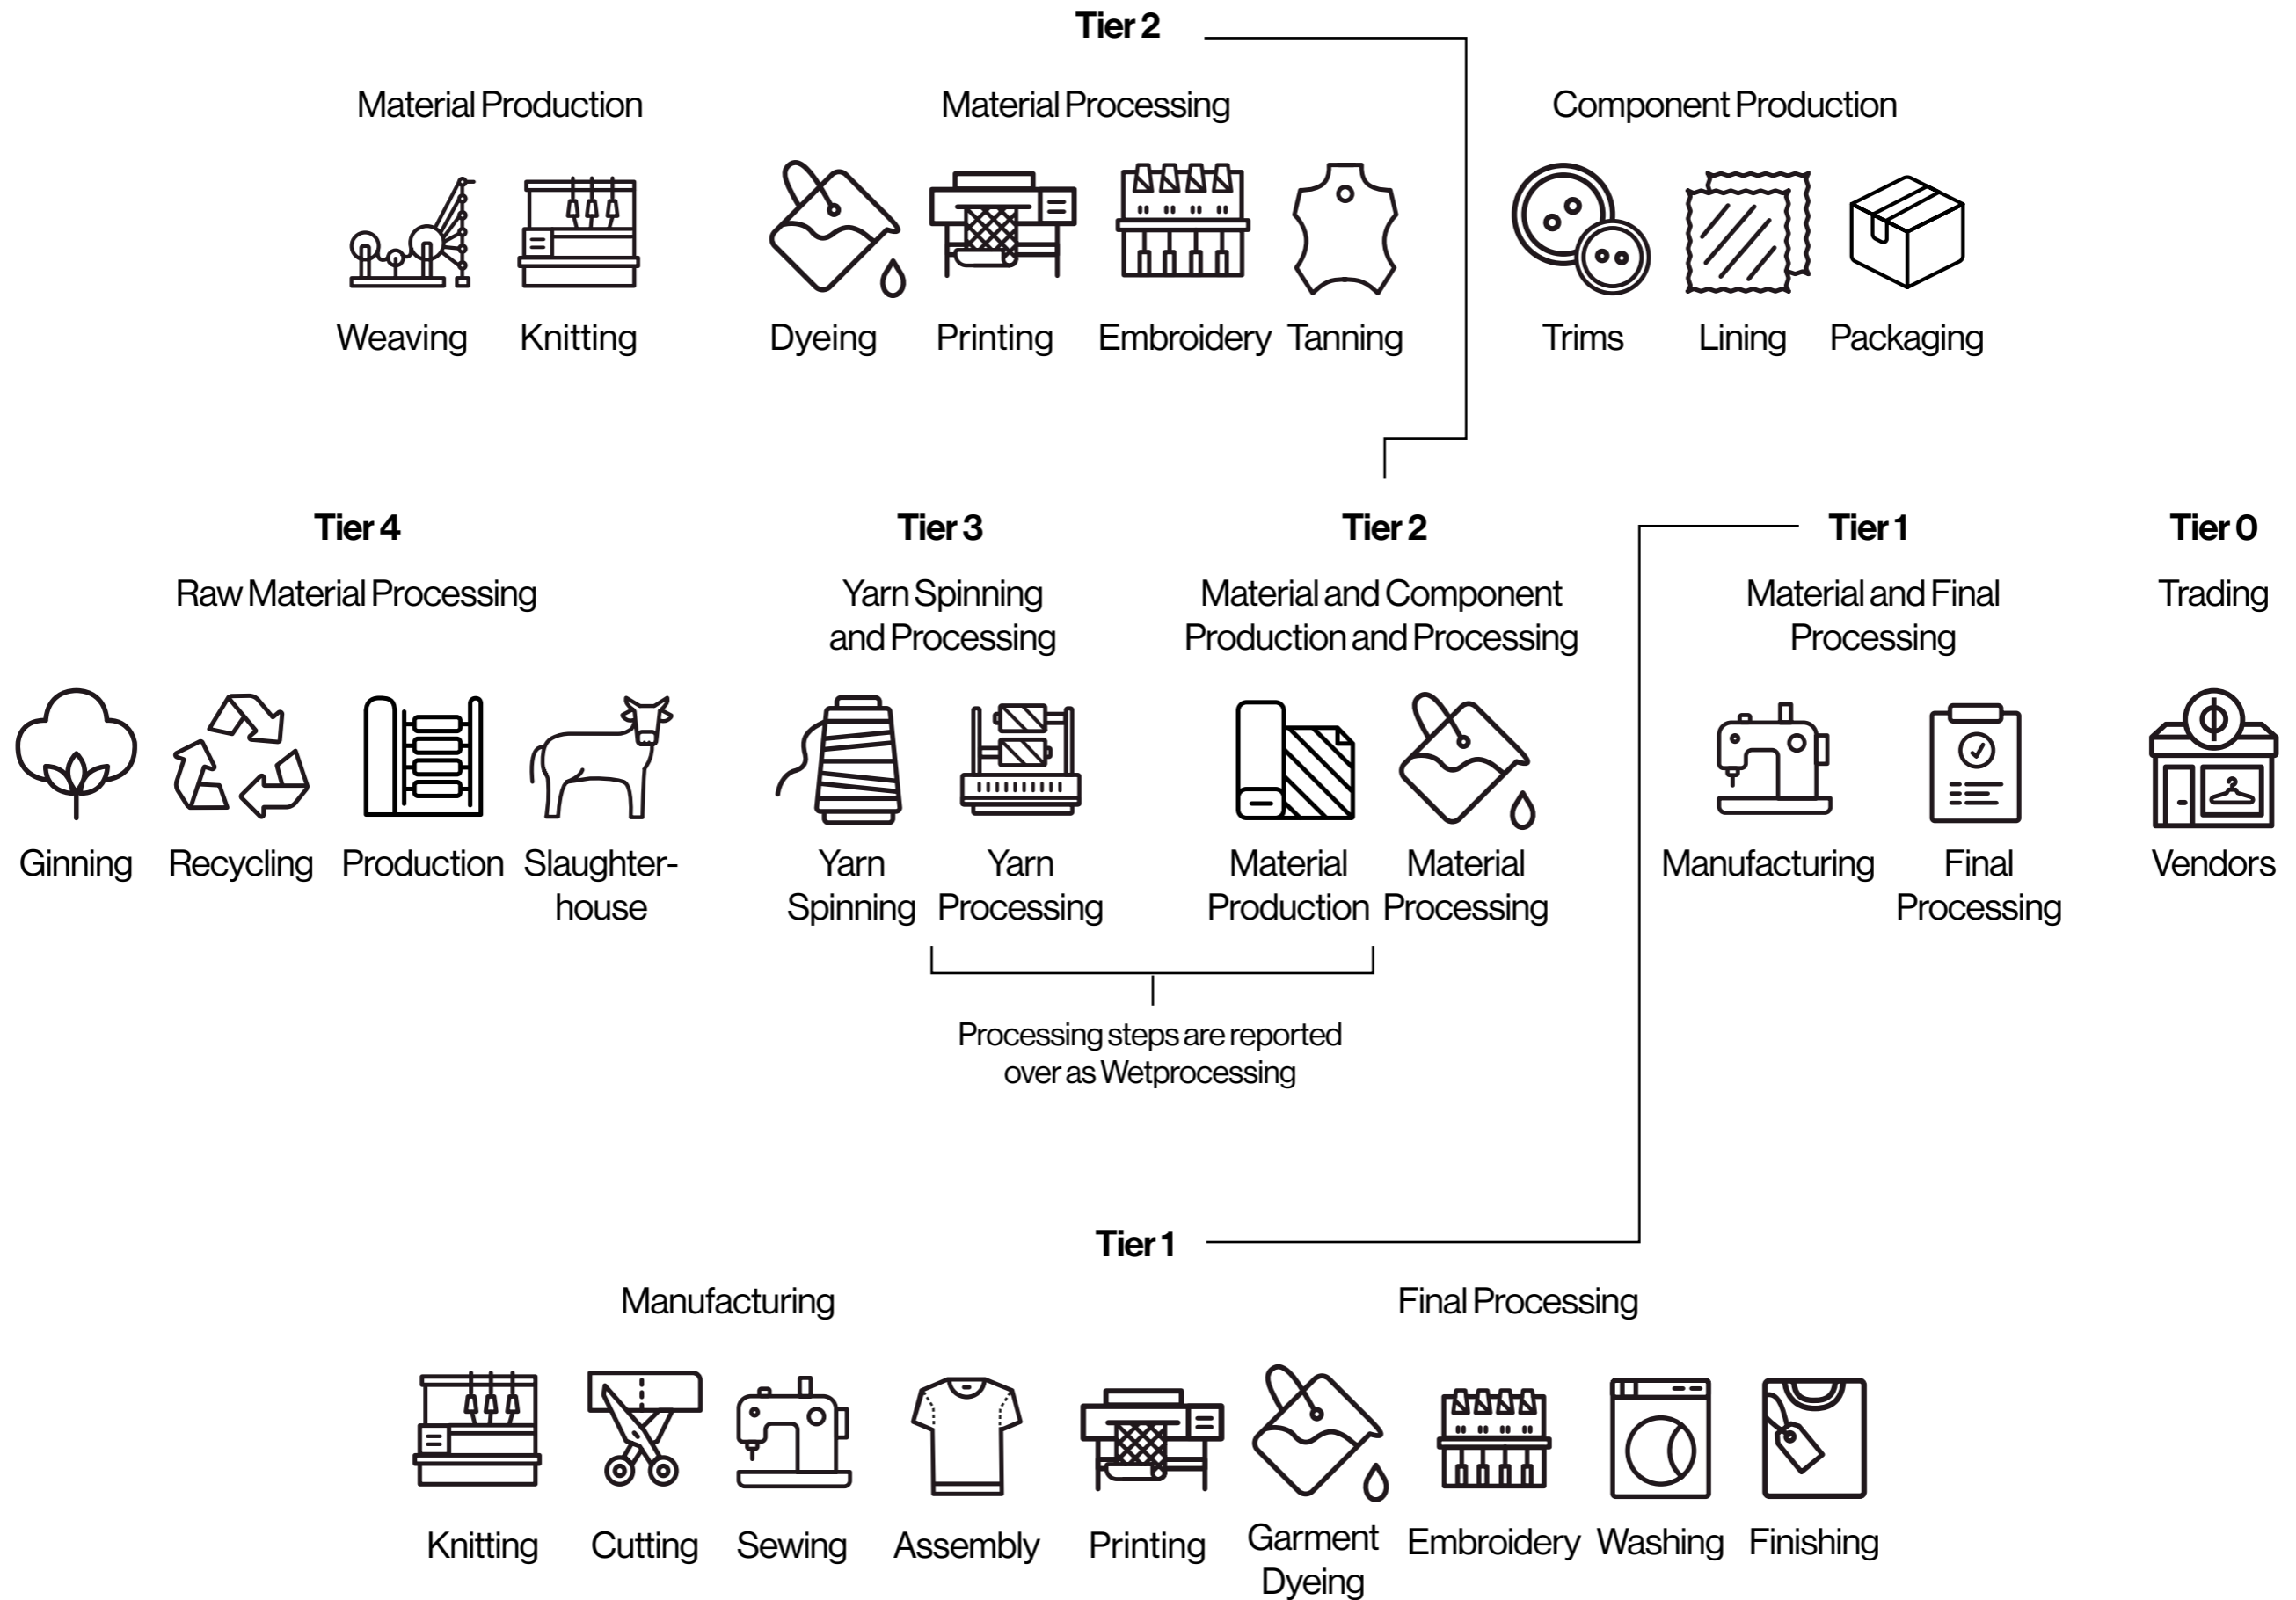 Tier 2
Material Production
Material Processing
Component Production
Weaving
Knitting
Dyeing
Printing
Embroidery
Tanning
Trims
Lining
Packaging
Tier 4
Raw Material Processing
Ginning
Recycling
Production
Slaughter-
house
Tier 3
Yarn Spinning
and Processing
Yarn
Spinning
Yarn
Processing
Tier 2
Material and Component
Production and Processing
Material
Production
Material
Processing
Processing steps are reported
over as Wetprocessing
Tier 1
Material and Final
Processing
Manufacturing
Final
Processing
Tier 0
Trading
Vendors
Tier 1
Manufacturing
Final Processing
Knitting
Cutting
Sewing
Assembly
Printing
Garment
Dyeing
Embroidery
Washing
Finishing